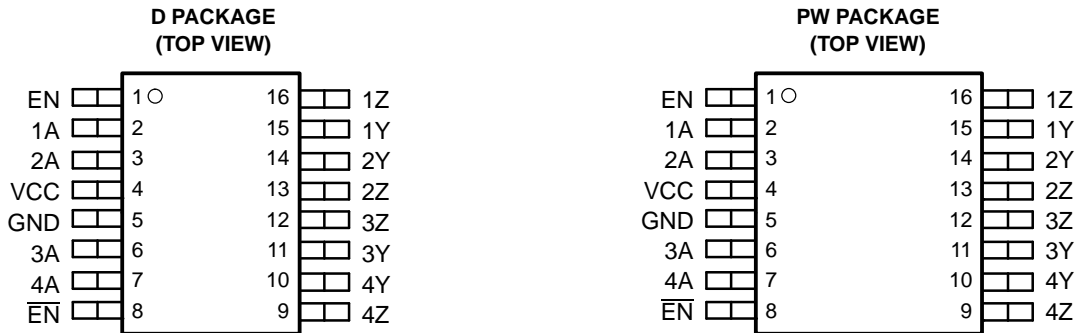 D PACKAGE
(TOP VIEW)
EN 1 16 1Z
1A 2 15 1Y
2A 3 14 2Y
VCC 4 13 2Z
GND 5 12 3Z
3A 6 11 3Y
4A 7 10 4Y
E̅N̅ 8 9 4Z
PW PACKAGE
(TOP VIEW)
EN 1 16 1Z
1A 2 15 1Y
2A 3 14 2Y
VCC 4 13 2Z
GND 5 12 3Z
3A 6 11 3Y
4A 7 10 4Y
E̅N̅ 8 9 4Z